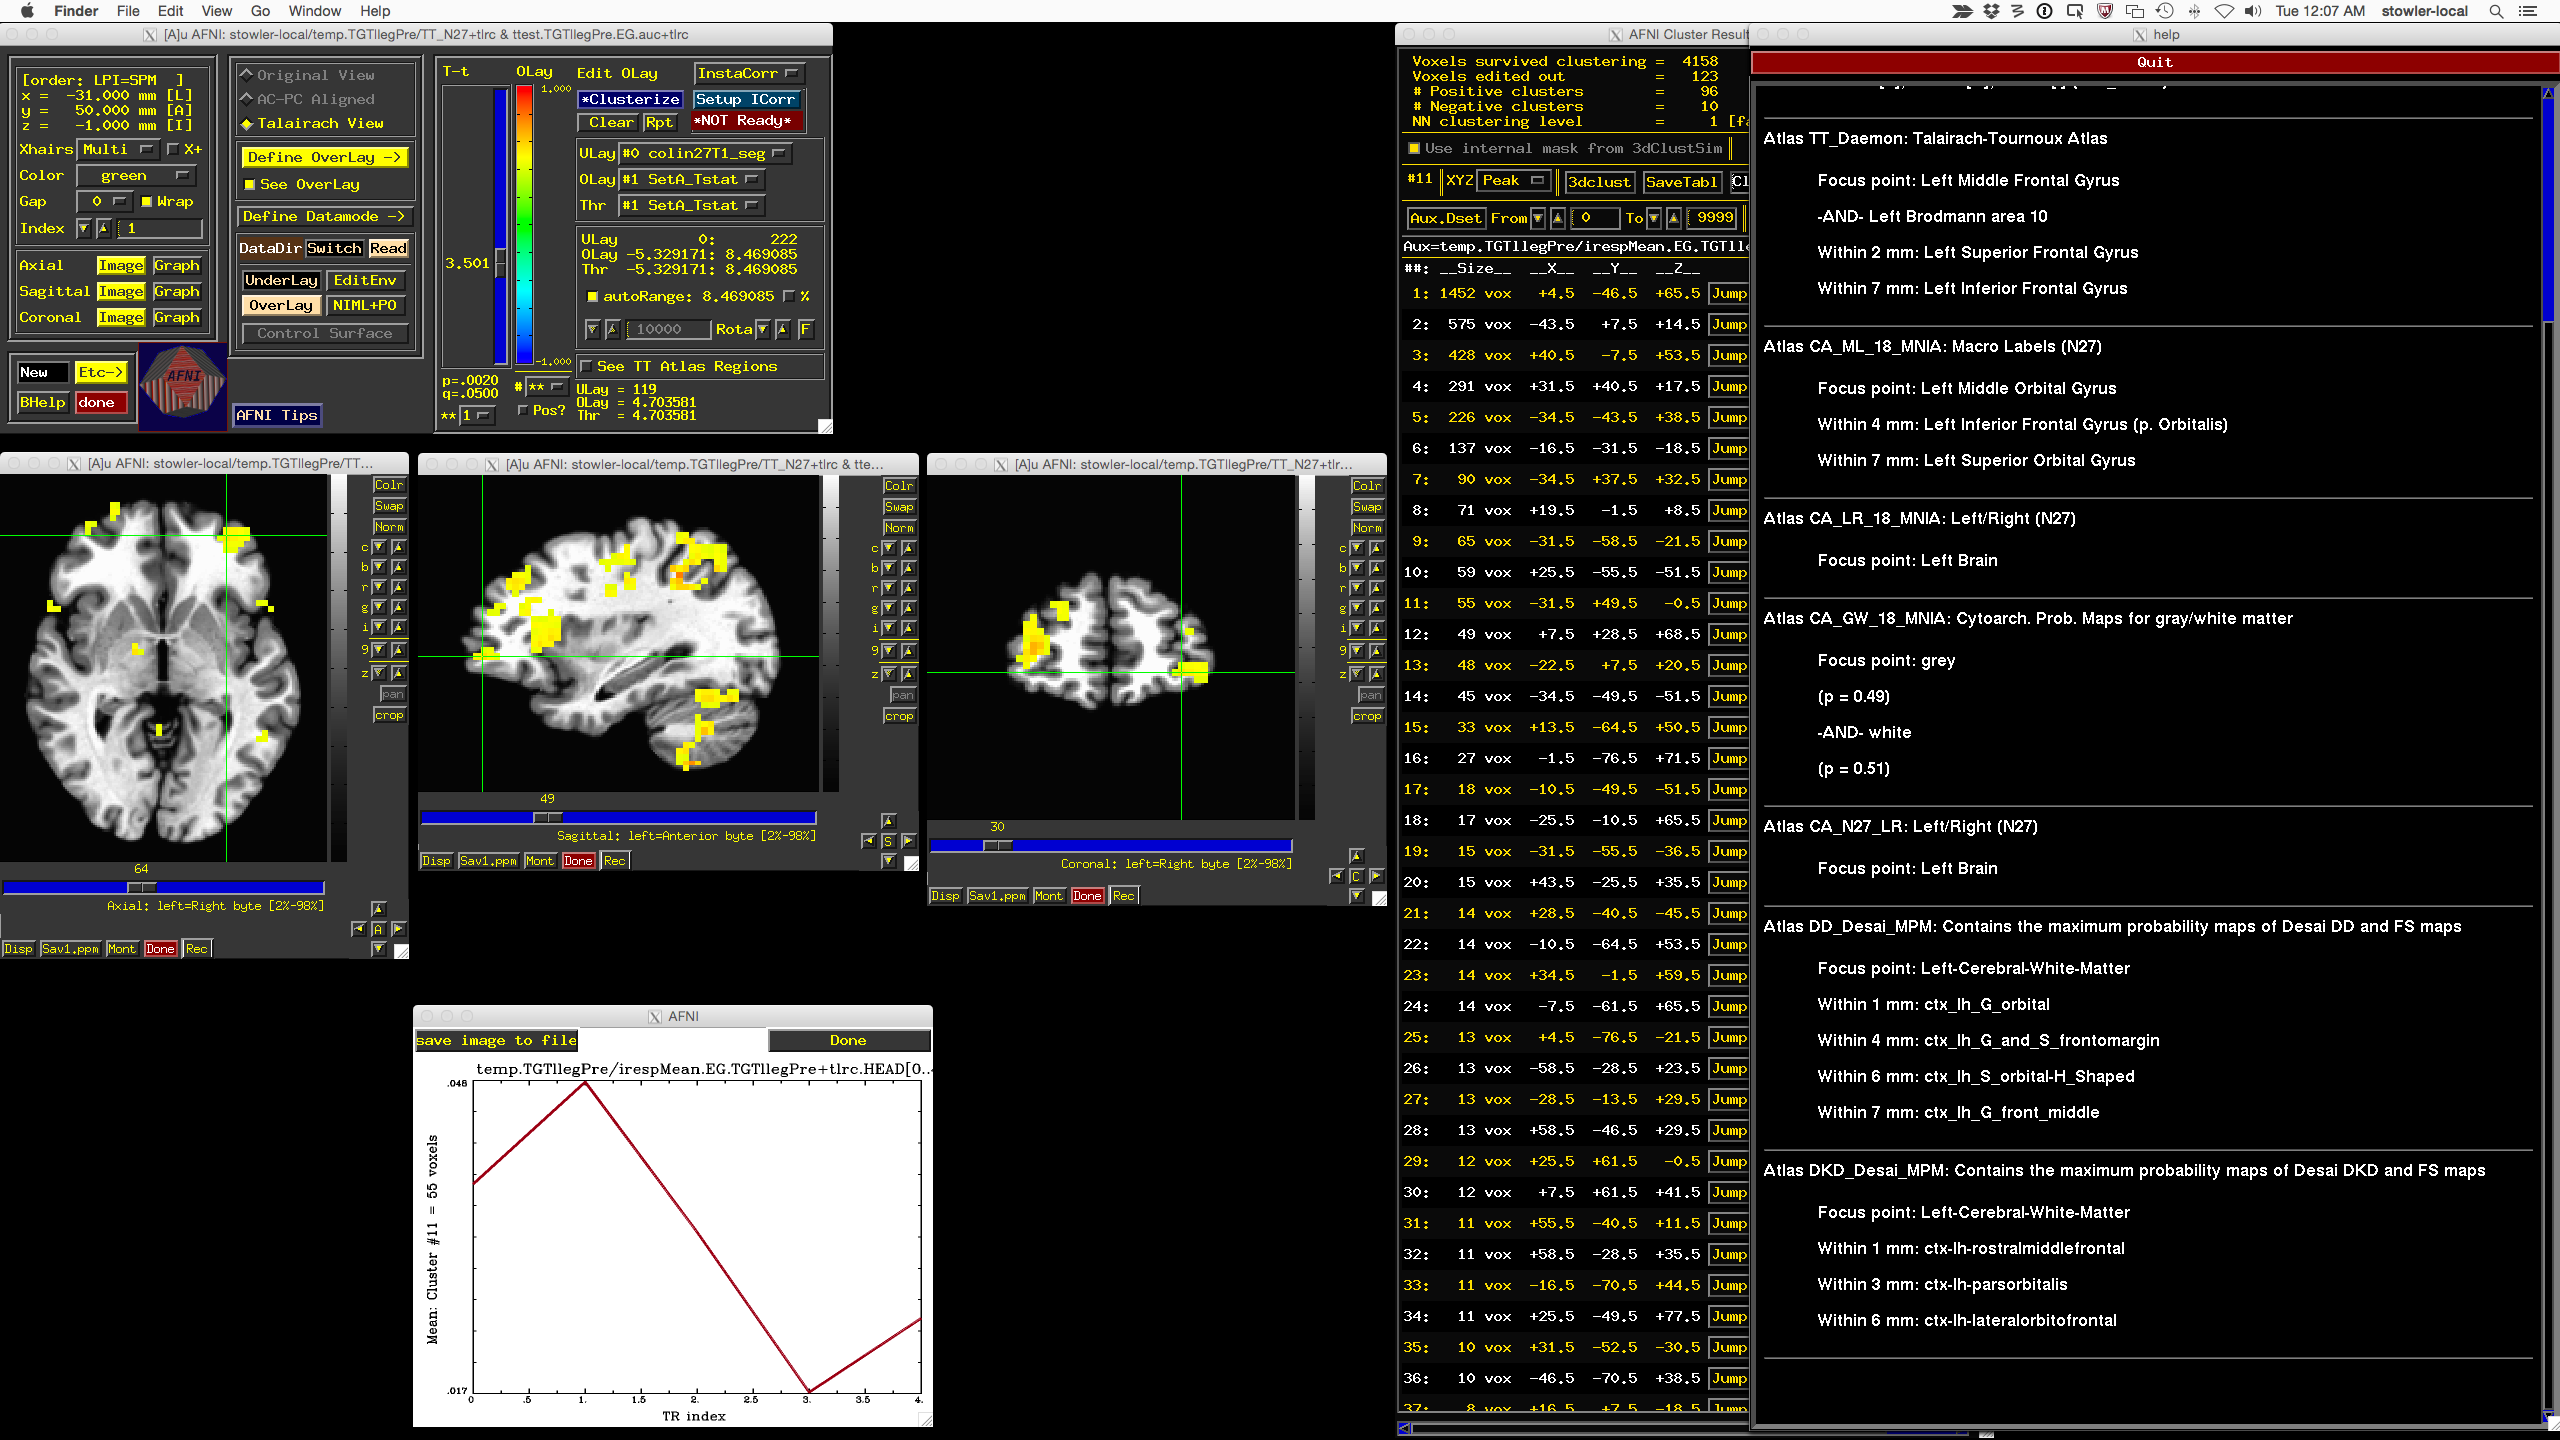 Finder File Edit View Go Window Help
Tue 12:07 AM stowler-local
[A]u AFNI: stowler-local/temp.TGTllegPre/TT_N27+tlrc & ttest.TGTllegPre.EG.auc+tlrc
[order: LPI=SPM ]
x = -31.000 mm [L]
y = 50.000 mm [A]
z = -1.000 mm [I]
Xhairs Multi X+
Color green
Gap 0 Wrap
Index 1
Axial Image Graph
Sagittal Image Graph
Coronal Image Graph
New Etc->
BHelp done
AFNI
Original View
AC-PC Aligned
Talairach View
Define OverLay ->
See OverLay
Define Datamode ->
DataDir Switch Read
UnderLay EditEnv
OverLay NIML+PO
Control Surface
AFNI Tips
T-t OLay
3.501
1.000
-1.000
p=.0020
q=.0500
** 1
# **
Pos?
Edit OLay InstaCorr
*Clusterize Setup ICorr
Clear Rpt *NOT Ready*
ULay #0 colin27T1_seg
OLay #1 SetA_Tstat
Thr #1 SetA_Tstat
ULay 0: 222
OLay -5.329171: 8.469085
Thr -5.329171: 8.469085
autoRange: 8.469085 %
10000 Rota F
See TT Atlas Regions
ULay = 119
OLay = 4.703581
Thr = 4.703581
[A]u AFNI: stowler-local/temp.TGTllegPre/TT...
Colr
Swap
Norm
c
b
r
g
i
9
z
pan
crop
64
Axial: left=Right byte [2%-98%]
A
Disp Sav1.ppm Mont Done Rec
[A]u AFNI: stowler-local/temp.TGTllegPre/TT_N27+tlrc & tte...
Colr
Swap
Norm
c
b
r
g
i
9
z
pan
crop
49
Sagittal: left=Anterior byte [2%-98%]
S
Disp Sav1.ppm Mont Done Rec
[A]u AFNI: stowler-local/temp.TGTllegPre/TT_N27+tlr...
Colr
Swap
Norm
c
b
r
g
i
9
z
pan
crop
30
Coronal: left=Right byte [2%-98%]
C
Disp Sav1.ppm Mont Done Rec
AFNI
save image to file Done
temp.TGTllegPre/irespMean.EG.TGTllegPre+tlrc.HEAD[0..
.048
.017
Mean: Cluster #11 = 55 voxels
0 .5 1. 1.5 2. 2.5 3. 3.5 4.
TR index
AFNI Cluster Result
Voxels survived clustering = 4158
Voxels edited out = 123
# Positive clusters = 96
# Negative clusters = 10
NN clustering level = 1 [fa
Use internal mask from 3dClustSim
#11 XYZ Peak 3dclust SaveTabl Cl
Aux.Dset From 0 To 9999
Aux=temp.TGTllegPre/irespMean.EG.TGTlle
##: __Size__ __X__ __Y__ __Z__
1: 1452 vox +4.5 -46.5 +65.5 Jump
2: 575 vox -43.5 +7.5 +14.5 Jump
3: 428 vox +40.5 -7.5 +53.5 Jump
4: 291 vox +31.5 +40.5 +17.5 Jump
5: 226 vox -34.5 -43.5 +38.5 Jump
6: 137 vox -16.5 -31.5 -18.5 Jump
7: 90 vox -34.5 +37.5 +32.5 Jump
8: 71 vox +19.5 -1.5 +8.5 Jump
9: 65 vox -31.5 -58.5 -21.5 Jump
10: 59 vox +25.5 -55.5 -51.5 Jump
11: 55 vox -31.5 +49.5 -0.5 Jump
12: 49 vox +7.5 +28.5 +68.5 Jump
13: 48 vox -22.5 +7.5 +20.5 Jump
14: 45 vox -34.5 -49.5 -51.5 Jump
15: 33 vox +13.5 -64.5 +50.5 Jump
16: 27 vox -1.5 -76.5 +71.5 Jump
17: 18 vox -10.5 -49.5 -51.5 Jump
18: 17 vox -25.5 -10.5 +65.5 Jump
19: 15 vox -31.5 -55.5 -36.5 Jump
20: 15 vox +43.5 -25.5 +35.5 Jump
21: 14 vox +28.5 -40.5 -45.5 Jump
22: 14 vox -10.5 -64.5 +53.5 Jump
23: 14 vox +34.5 -1.5 +59.5 Jump
24: 14 vox -7.5 -61.5 +65.5 Jump
25: 13 vox +4.5 -76.5 -21.5 Jump
26: 13 vox -58.5 -28.5 +23.5 Jump
27: 13 vox -28.5 -13.5 +29.5 Jump
28: 13 vox +58.5 -46.5 +29.5 Jump
29: 12 vox +25.5 +61.5 -0.5 Jump
30: 12 vox +7.5 +61.5 +41.5 Jump
31: 11 vox +55.5 -40.5 +11.5 Jump
32: 11 vox +58.5 -28.5 +35.5 Jump
33: 11 vox -16.5 -70.5 +44.5 Jump
34: 11 vox +25.5 -49.5 +77.5 Jump
35: 10 vox +31.5 -52.5 -30.5 Jump
36: 10 vox -46.5 -70.5 +38.5 Jump
37: 8 vox +16.5 +7.5 -18.5 Jump
help
Quit
Atlas TT_Daemon: Talairach-Tournoux Atlas
Focus point: Left Middle Frontal Gyrus
-AND- Left Brodmann area 10
Within 2 mm: Left Superior Frontal Gyrus
Within 7 mm: Left Inferior Frontal Gyrus
Atlas CA_ML_18_MNIA: Macro Labels (N27)
Focus point: Left Middle Orbital Gyrus
Within 4 mm: Left Inferior Frontal Gyrus (p. Orbitalis)
Within 7 mm: Left Superior Orbital Gyrus
Atlas CA_LR_18_MNIA: Left/Right (N27)
Focus point: Left Brain
Atlas CA_GW_18_MNIA: Cytoarch. Prob. Maps for gray/white matter
Focus point: grey
(p = 0.49)
-AND- white
(p = 0.51)
Atlas CA_N27_LR: Left/Right (N27)
Focus point: Left Brain
Atlas DD_Desai_MPM: Contains the maximum probability maps of Desai DD and FS maps
Focus point: Left-Cerebral-White-Matter
Within 1 mm: ctx_lh_G_orbital
Within 4 mm: ctx_lh_G_and_S_frontomargin
Within 6 mm: ctx_lh_S_orbital-H_Shaped
Within 7 mm: ctx_lh_G_front_middle
Atlas DKD_Desai_MPM: Contains the maximum probability maps of Desai DKD and FS maps
Focus point: Left-Cerebral-White-Matter
Within 1 mm: ctx-lh-rostralmiddlefrontal
Within 3 mm: ctx-lh-parsorbitalis
Within 6 mm: ctx-lh-lateralorbitofrontal